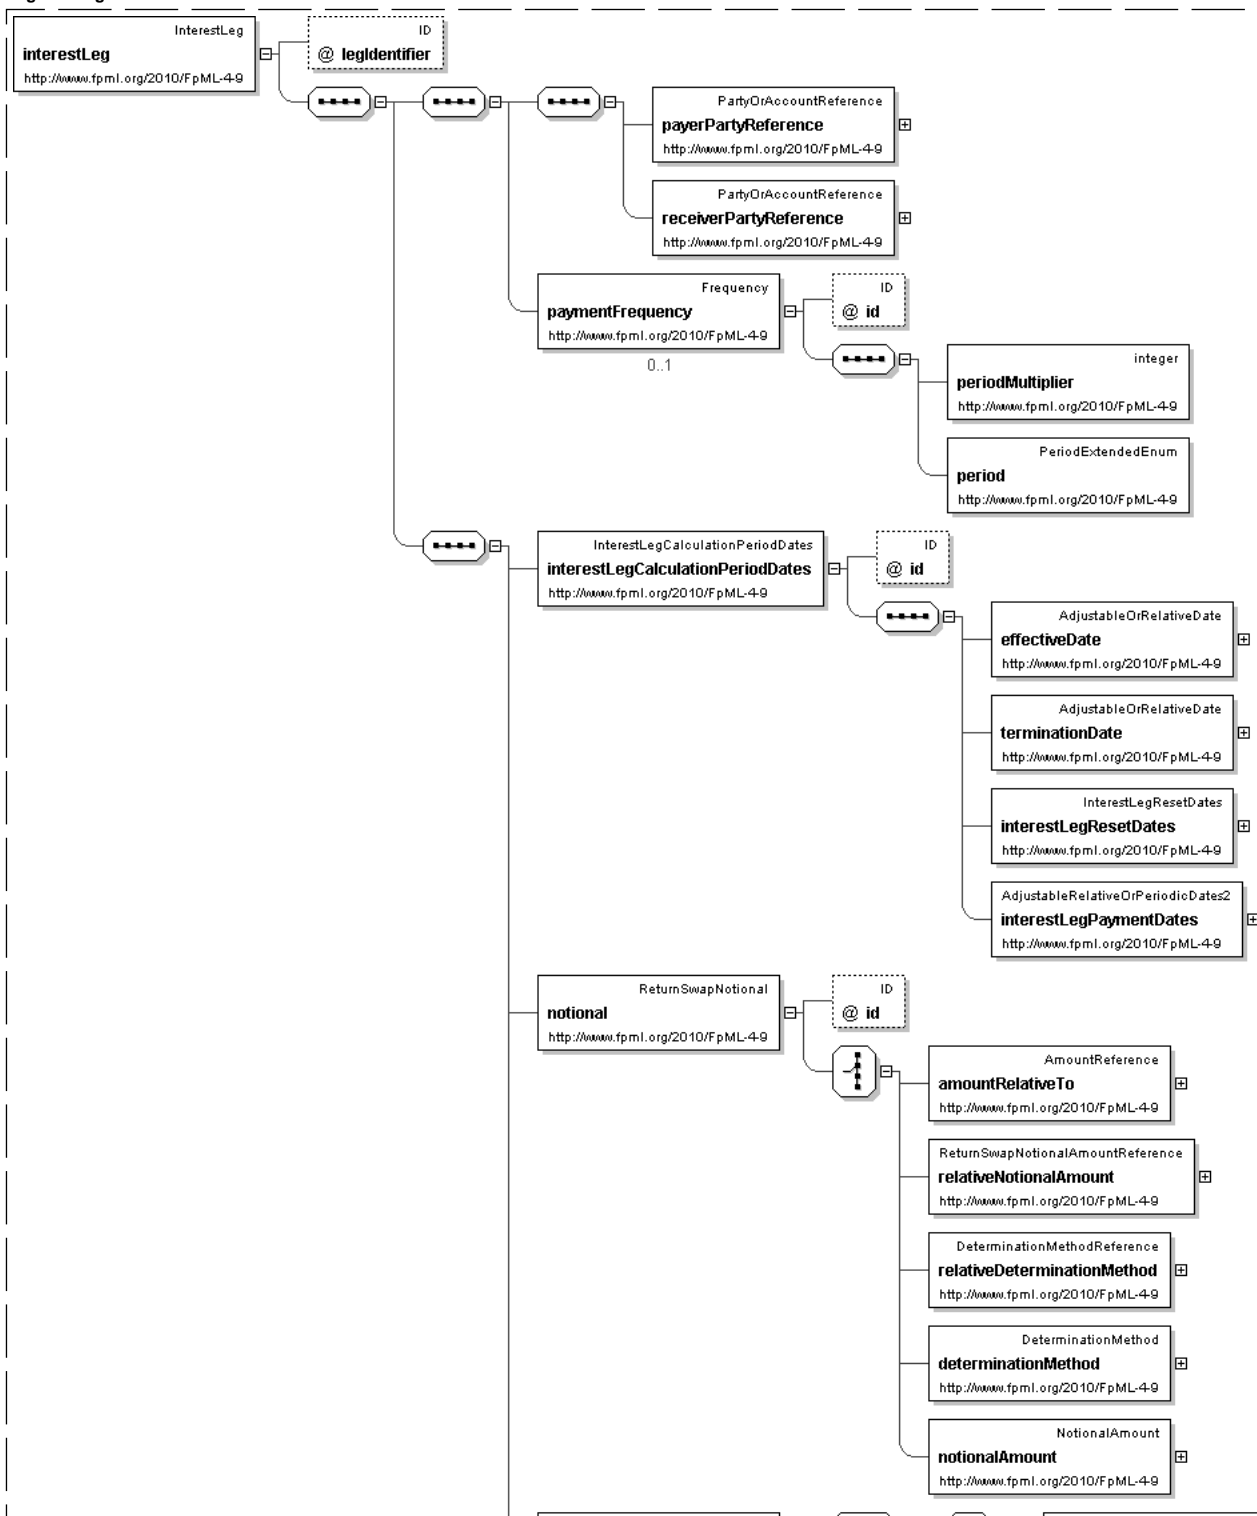 InterestLeg
interestLeg
http://www.fpml.org/2010/FpML-4-9
ID
@ legIdentifier
PartyOrAccountReference
payerPartyReference
http://www.fpml.org/2010/FpML-4-9
PartyOrAccountReference
receiverPartyReference
http://www.fpml.org/2010/FpML-4-9
Frequency
paymentFrequency
http://www.fpml.org/2010/FpML-4-9
0..1
ID
@ id
integer
periodMultiplier
http://www.fpml.org/2010/FpML-4-9
PeriodExtendedEnum
period
http://www.fpml.org/2010/FpML-4-9
InterestLegCalculationPeriodDates
interestLegCalculationPeriodDates
http://www.fpml.org/2010/FpML-4-9
ID
@ id
AdjustableOrRelativeDate
effectiveDate
http://www.fpml.org/2010/FpML-4-9
AdjustableOrRelativeDate
terminationDate
http://www.fpml.org/2010/FpML-4-9
InterestLegResetDates
interestLegResetDates
http://www.fpml.org/2010/FpML-4-9
AdjustableRelativeOrPeriodicDates2
interestLegPaymentDates
http://www.fpml.org/2010/FpML-4-9
ReturnSwapNotional
notional
http://www.fpml.org/2010/FpML-4-9
ID
@ id
AmountReference
amountRelativeTo
http://www.fpml.org/2010/FpML-4-9
ReturnSwapNotionalAmountReference
relativeNotionalAmount
http://www.fpml.org/2010/FpML-4-9
DeterminationMethodReference
relativeDeterminationMethod
http://www.fpml.org/2010/FpML-4-9
DeterminationMethod
determinationMethod
http://www.fpml.org/2010/FpML-4-9
NotionalAmount
notionalAmount
http://www.fpml.org/2010/FpML-4-9